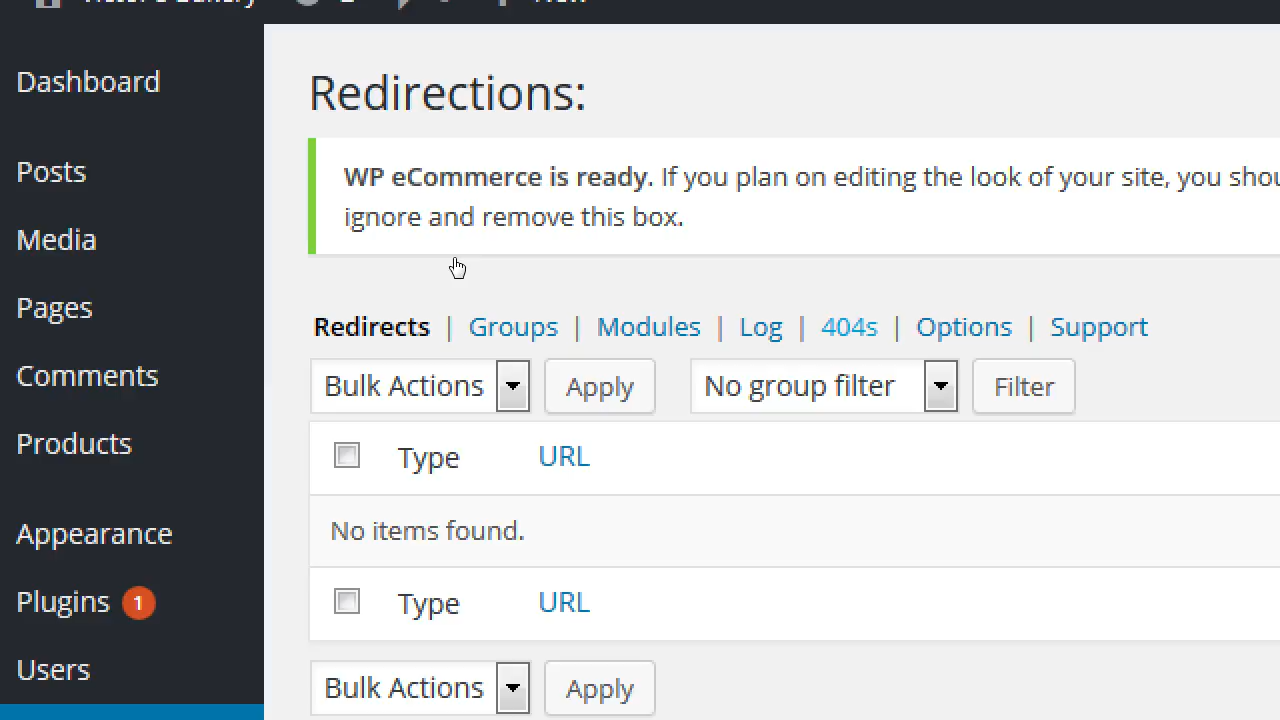 Dashboard
Posts
Media
Pages
Comments
Products
Appearance
Plugins 1
Users
Redirections:
WP eCommerce is ready. If you plan on editing the look of your site, you
ignore and remove this box.
Redirects | Groups | Modules | Log | 404s | Options | Support
Bulk Actions Apply No group filter Filter
Type URL
No items found.
Type URL
Bulk Actions Apply